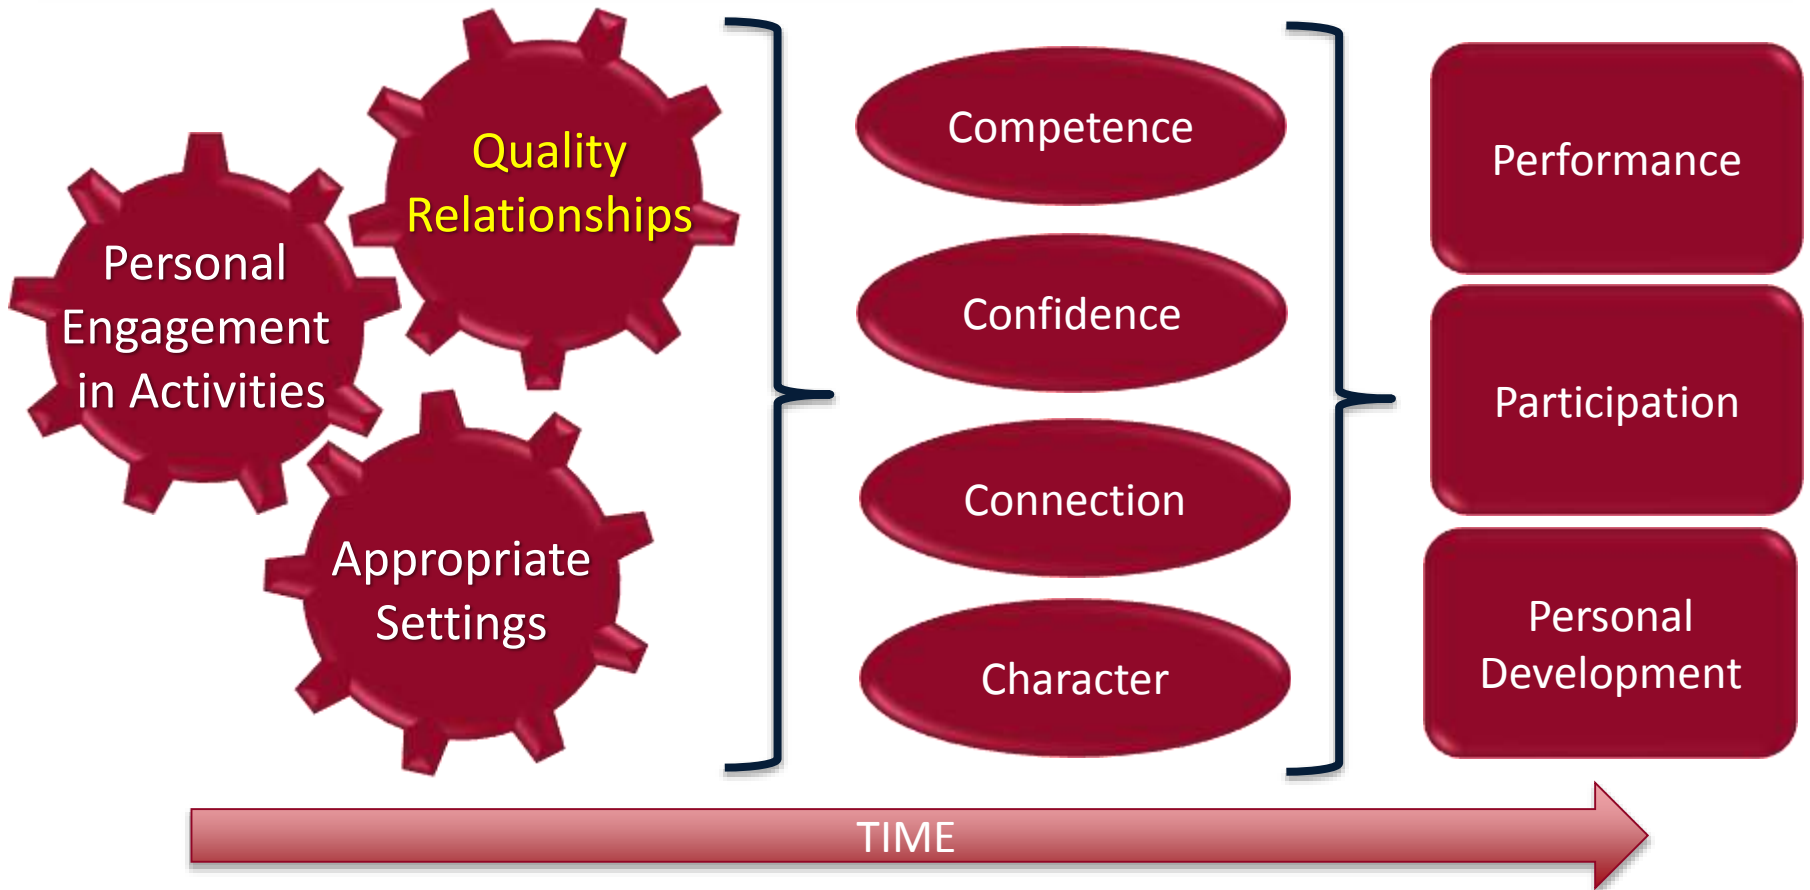 Quality
Relationships
Personal
Engagement
in Activities
Appropriate
Settings
Competence
Confidence
Connection
Character
Performance
Participation
Personal
Development
TIME